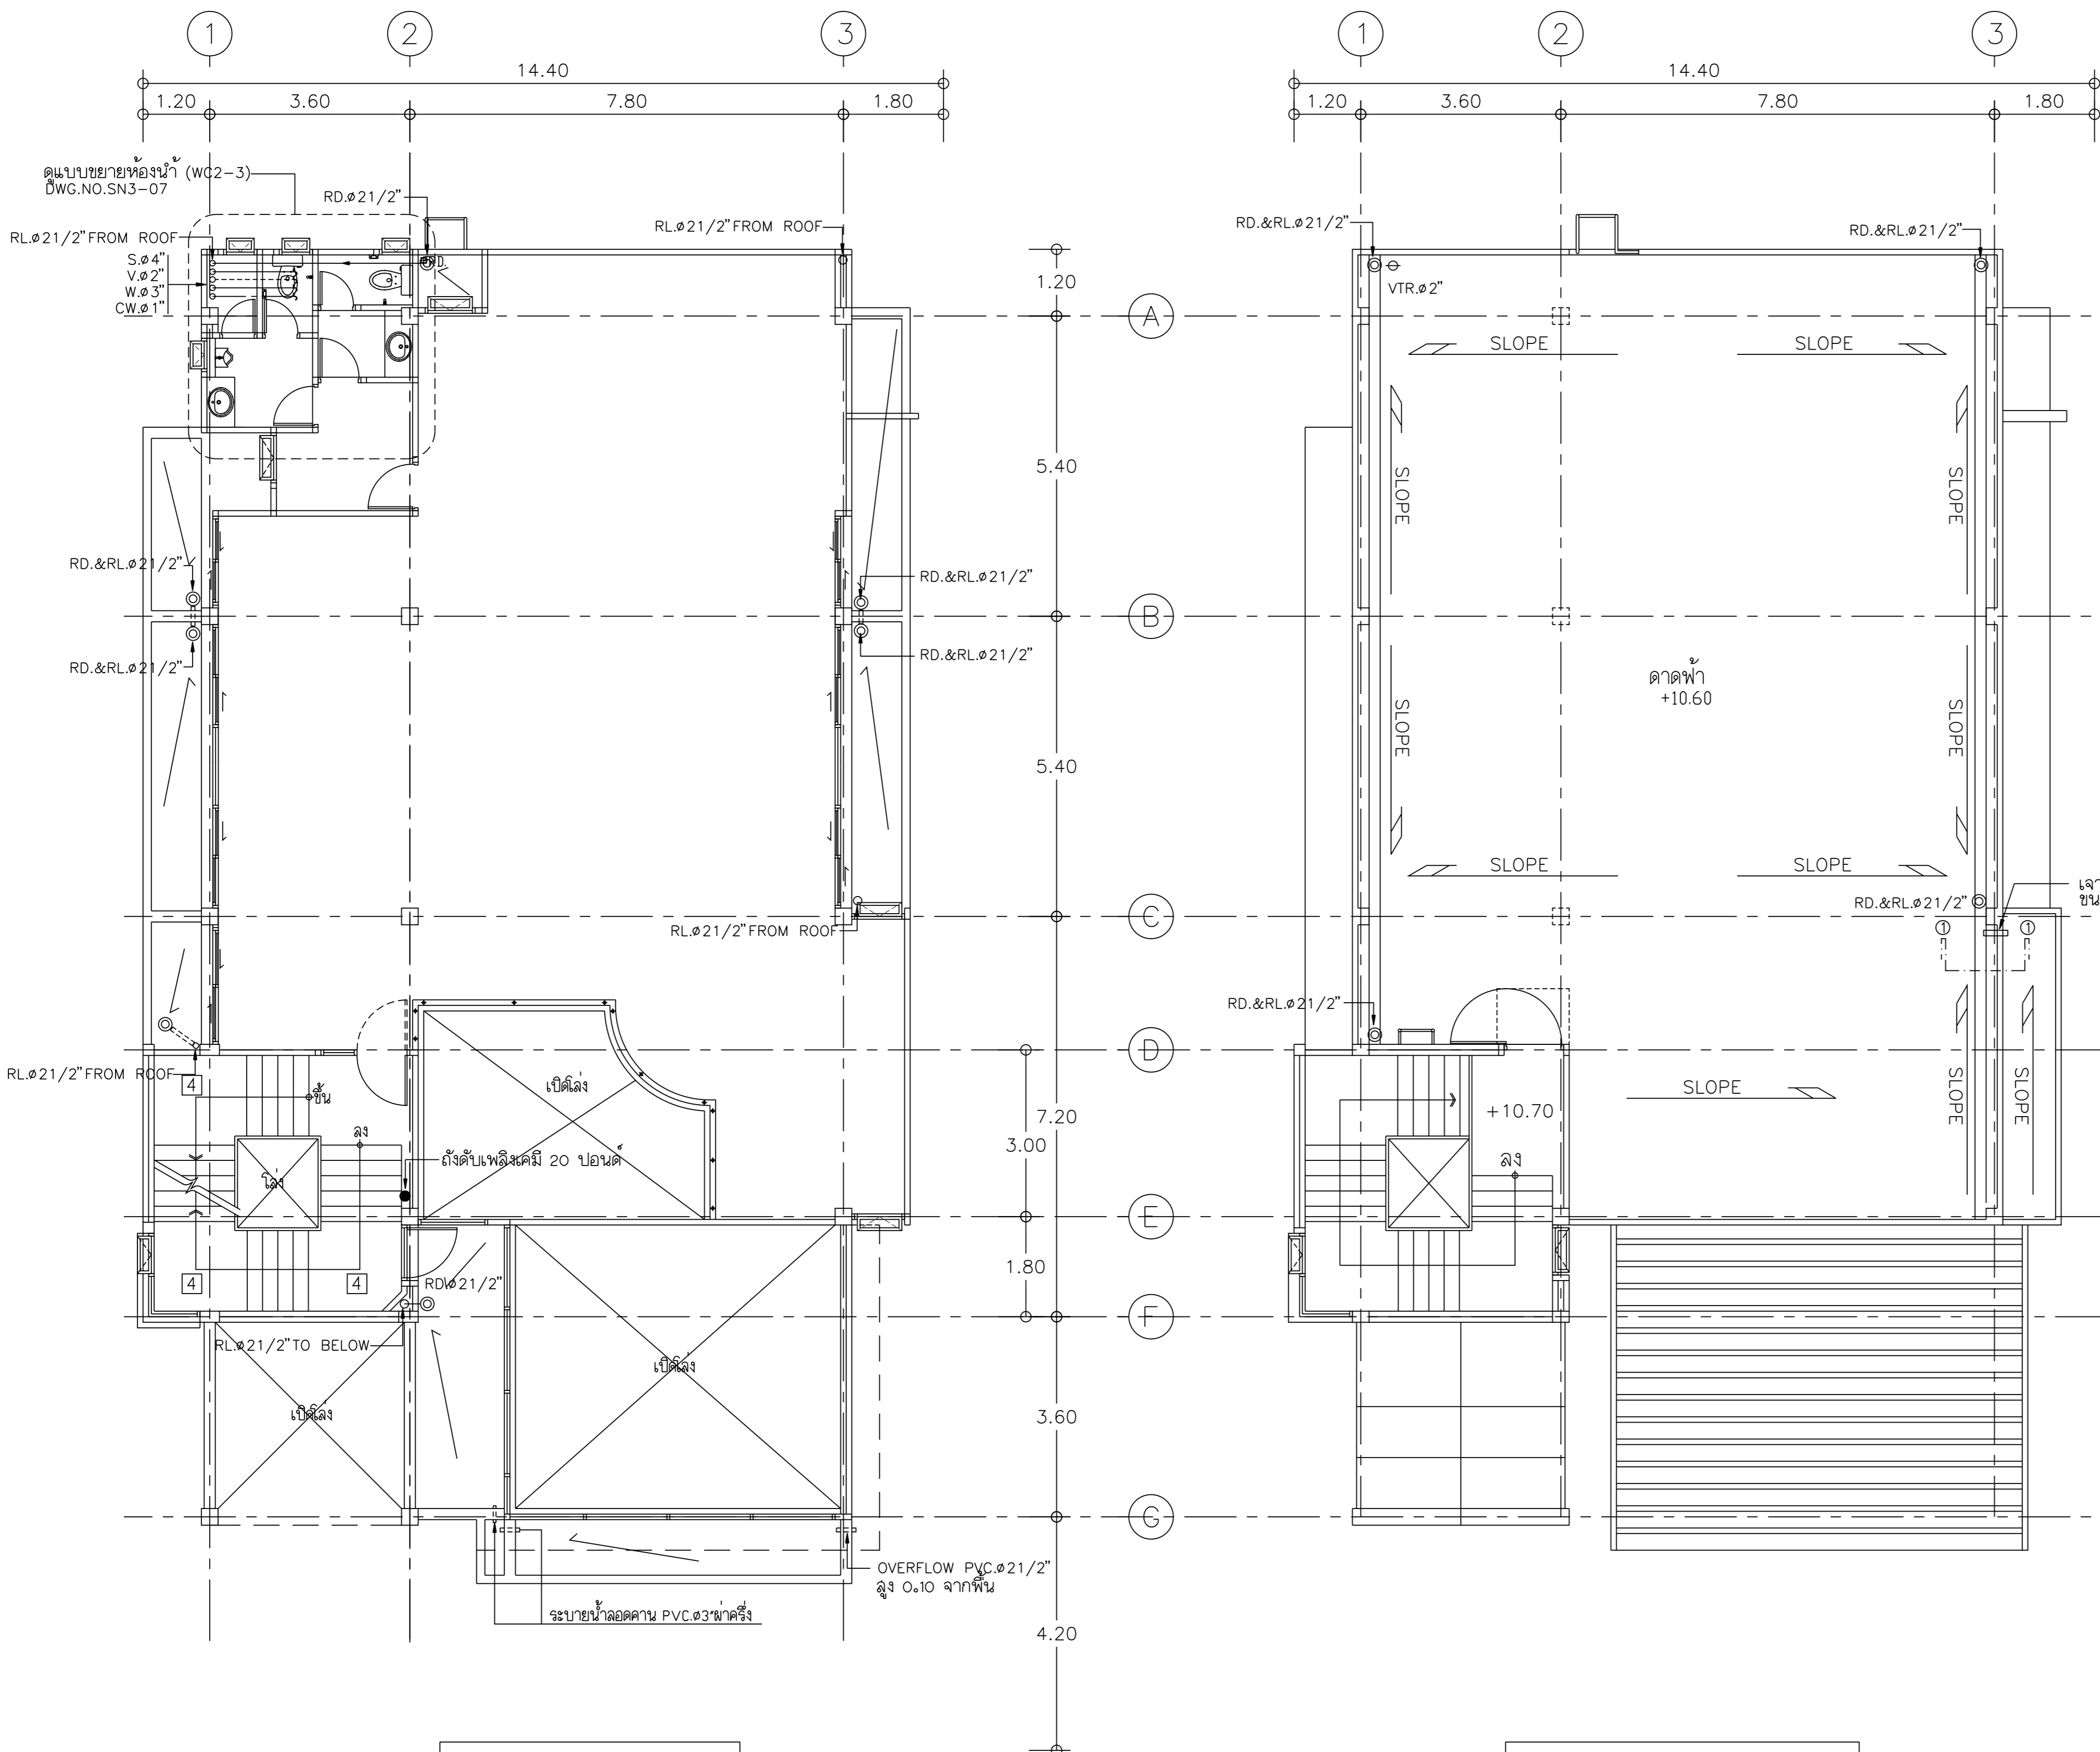 1
2
3
14.40
1.20
3.60
7.80
1.80
ดูแบบขยายห้องน้ำ (WC2-3)
DWG.NO.SN3-07
RD.ø21/2"
RL.ø21/2"FROM ROOF
RL.ø21/2"FROM ROOF
S.ø4"
V.ø2"
W.ø3"
CW.ø1"
1.20
A
5.40
RD.&RL.ø21/2"
RD.&RL.ø21/2"
B
RD.&RL.ø21/2"
RD.&RL.ø21/2"
5.40
C
RL.ø21/2"FROM ROOF
D
RL.ø21/2"FROM ROOF
4
ขึ้น
ลง
เปิดโล่ง
7.20
3.00
ถังดับเพลิงเคมี 20 ปอนด์
โล่ง
E
4
4
RD.ø21/2"
1.80
F
RL.ø21/2"TO BELOW
เปิดโล่ง
เปิดโล่ง
3.60
G
OVERFLOW PVC.ø21/2"
สูง 0.10 จากพื้น
ระบายน้ำลอดคาน PVC.ø3"ผ่าครึ่ง
4.20
1
2
3
14.40
1.20
3.60
7.80
1.80
RD.&RL.ø21/2"
RD.&RL.ø21/2"
VTR.ø2"
SLOPE
SLOPE
SLOPE
SLOPE
ดาดฟ้า
+10.60
SLOPE
SLOPE
SLOPE
SLOPE
RD.&RL.ø21/2"
1
1
RD.&RL.ø21/2"
SLOPE
SLOPE
SLOPE
+10.70
ลง